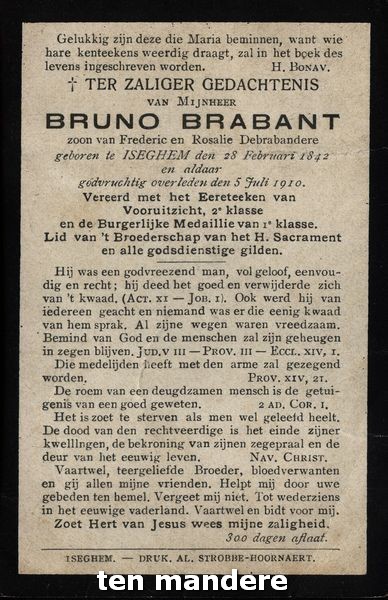 Gelukkig zijn deze die Maria beminnen, want wie
hare kenteekens weerdig draagt, zal in het boek des
levens ingeschreven worden. H. BONAV.
† TER ZALIGER GEDACHTENIS
VAN MIJNHEER
BRUNO BRABANT
zoon van Frederic en Rosalie Debrabandere
geboren te ISEGHEM den 28 Februari 1842
en aldaar
godvruchtig overleden den 5 Juli 1910.
Vereerd met het Eereteeken van
Vooruitzicht, 2e klasse
en de Burgerlijke Medaillie van 1e klasse.
Lid van 't Broederschap van het H. Sacrament
en alle godsdienstige gilden.
Hij was een godvreezend man, vol geloof, eenvou-
dig en recht; hij deed het goed en verwijderde zich
van 't kwaad. (ACT. XI — JOB. I). Ook werd hij van
iedereen geacht en niemand was er die eenig kwaad
van hem sprak. Al zijne wegen waren vreedzaam.
Bemind van God en de menschen zal zijn geheugen
in zegen blijven. JUD. V III — PROV. III — ECCL. XIV, 1.
Die medelijden heeft met den arme zal gezegend
worden. PROV. XIV, 21.
De roem van een deugdzamen mensch is de getui-
genis van een goed geweten. 2 AD. COR. I.
Het is zoet te sterven als men wel geleefd heeft.
De dood van den rechtveerdige is het einde zijner
kwelllngen, de bekroning van zijnen zegepraal en de
deur van het eeuwig leven. NAV. CHRIST.
Vaartwel, teergeliefde Broeder, bloedverwanten
en gij allen mijne vrienden. Helpt mij door uwe
gebeden ten hemel. Vergeet mij niet. Tot wederziens
in het eeuwige vaderland. Vaartwel en bidt voor mij.
Zoet Hert van Jesus wees mijne zaligheid.
300 dagen aflaat.
ISEGHEM. — DRUK. AL. STROBBE-HOORNAERT.
ten mandere